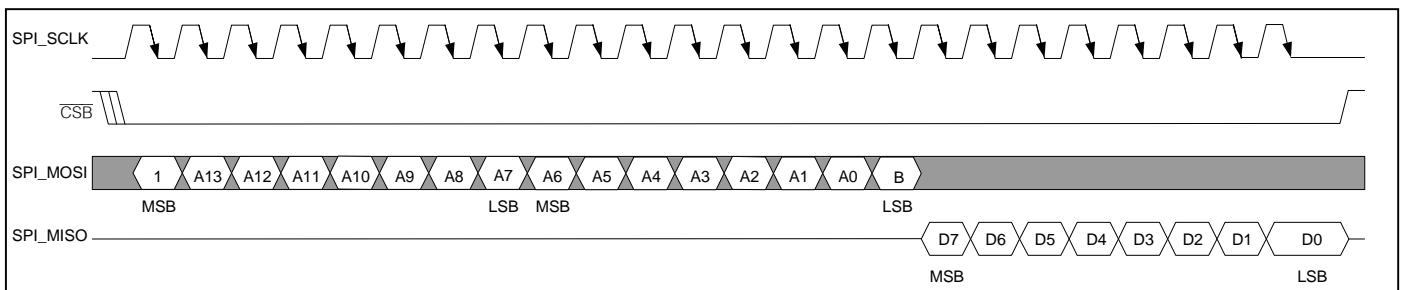 SPI_SCLK
CSB
SPI_MOSI 1 A13 A12 A11 A10 A9 A8 A7 A6 A5 A4 A3 A2 A1 A0 B
MSB LSB MSB LSB
SPI_MISO D7 D6 D5 D4 D3 D2 D1 D0
MSB LSB